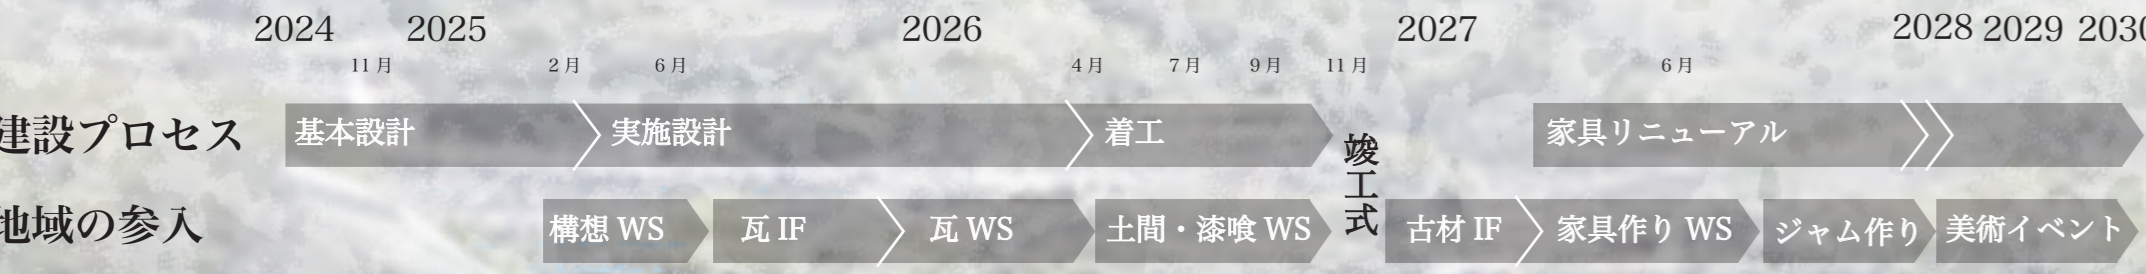 2024 2025 2026 2027 2028 2029 2030
11月 2月 6月 4月 7月 9月 11月 6月
建設プロセス 基本設計 実施設計 着工 家具リニューアル
竣工式
地域の参入 構想 WS 瓦 IF 瓦 WS 土間・漆喰 WS 古材 IF 家具作り WS ジャム作り 美術イベント